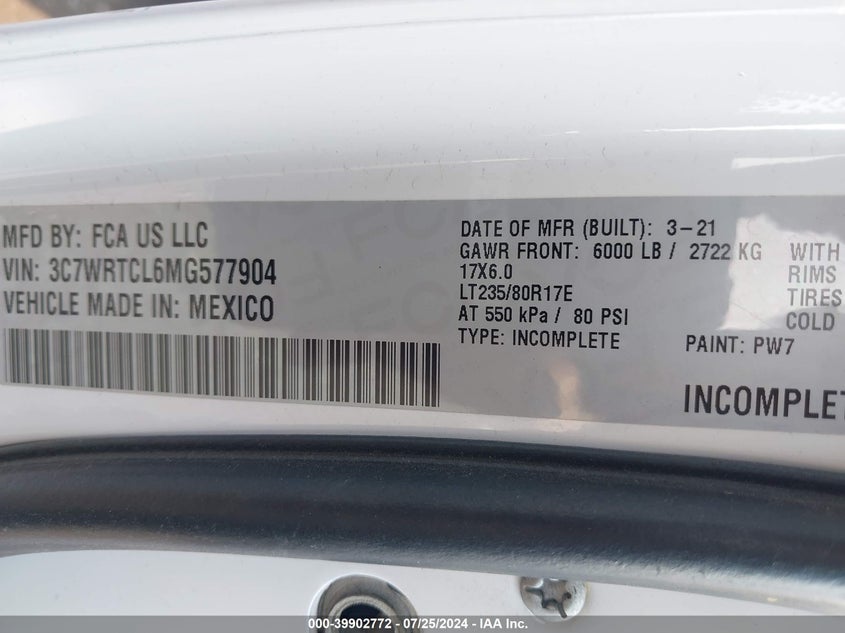 MFD BY: FCA US LLC
VIN: 3C7WRTCL6MG577904
VEHICLE MADE IN: MEXICO
DATE OF MFR (BUILT): 3-21
GAWR FRONT: 6000 LB / 2722 KG WITH
17X6.0 RIMS
LT235/80R17E TIRES
AT 550 kPa / 80 PSI COLD
TYPE: INCOMPLETE PAINT: PW7
INCOMPLET
000-39902772 / 07/25/2024 - IAA Inc.